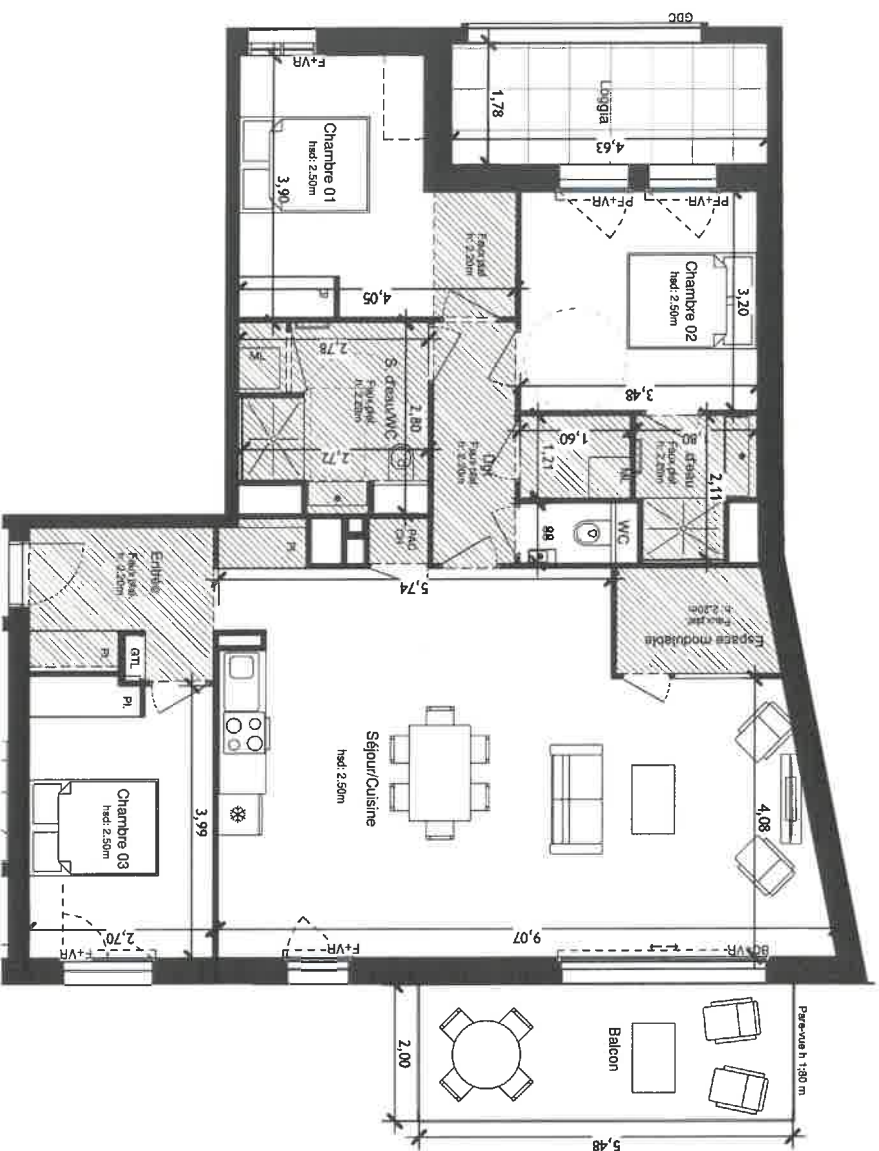 GDC
Loggia
1,78
4,63
F+VR
Chambre 01
hsd: 2.50m
3,90
4,05
Pl.
Faux plaf.
h: 2.20m
PF+VR
PF+VR
Chambre 02
hsd: 2.50m
3,20
3,48
2,78
ML
S. d'eau/WC
Faux plaf.
h: 2.20m
2,80
2,72
Dgt
Faux plaf.
h: 2.20m
1,60
1,21
ML
d'eau
Faux plaf.
h: 2.20m
2,11
WC
88
Pl.
PAC
CH
Entrée
Faux plaf.
h: 2.20m
5,74
Espace modulable
Faux plaf.
h: 2.20m
Pl.
GTL
Pl.
Chambre 03
hsd: 2.50m
3,99
2,70
F+VR
Séjour/Cuisine
hsd: 2.50m
4,08
9,07
F+VR
BC+VR
Balcon
Pare-vue h 1;80 m
2,00
5,48